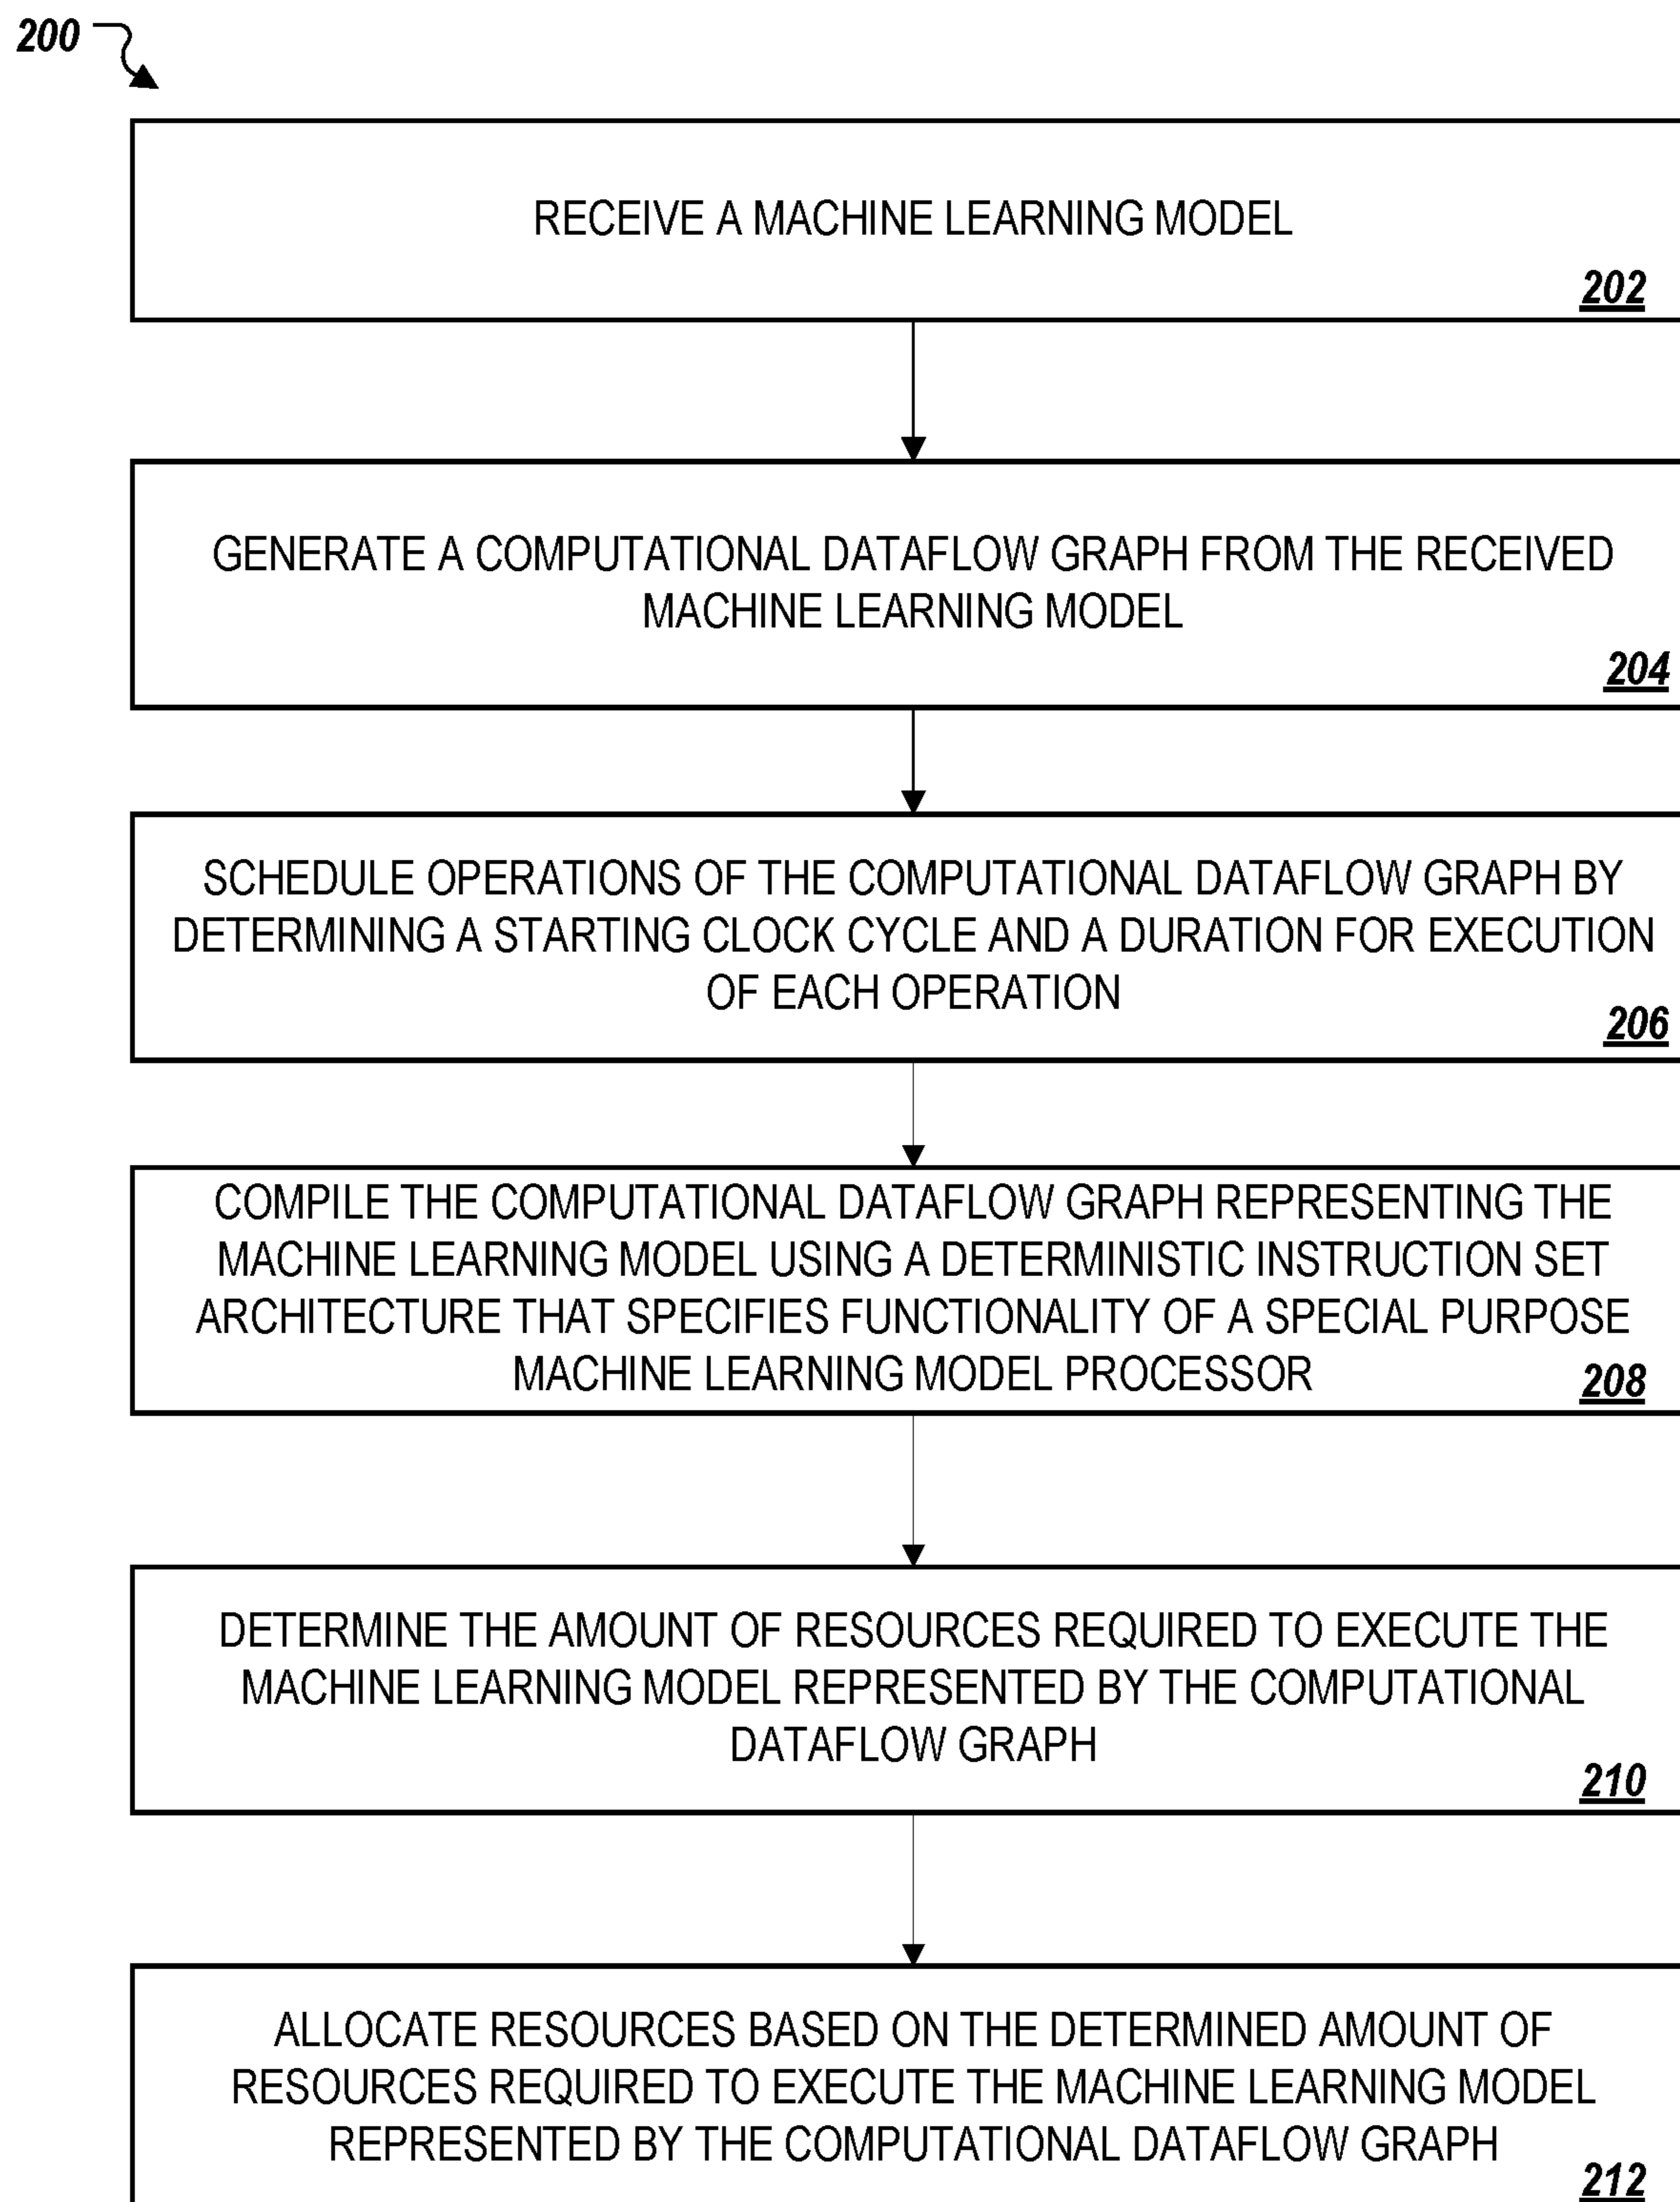 200
RECEIVE A MACHINE LEARNING MODEL
202
GENERATE A COMPUTATIONAL DATAFLOW GRAPH FROM THE RECEIVED
MACHINE LEARNING MODEL
204
SCHEDULE OPERATIONS OF THE COMPUTATIONAL DATAFLOW GRAPH BY
DETERMINING A STARTING CLOCK CYCLE AND A DURATION FOR EXECUTION
OF EACH OPERATION
206
COMPILE THE COMPUTATIONAL DATAFLOW GRAPH REPRESENTING THE
MACHINE LEARNING MODEL USING A DETERMINISTIC INSTRUCTION SET
ARCHITECTURE THAT SPECIFIES FUNCTIONALITY OF A SPECIAL PURPOSE
MACHINE LEARNING MODEL PROCESSOR
208
DETERMINE THE AMOUNT OF RESOURCES REQUIRED TO EXECUTE THE
MACHINE LEARNING MODEL REPRESENTED BY THE COMPUTATIONAL
DATAFLOW GRAPH
210
ALLOCATE RESOURCES BASED ON THE DETERMINED AMOUNT OF
RESOURCES REQUIRED TO EXECUTE THE MACHINE LEARNING MODEL
REPRESENTED BY THE COMPUTATIONAL DATAFLOW GRAPH
212